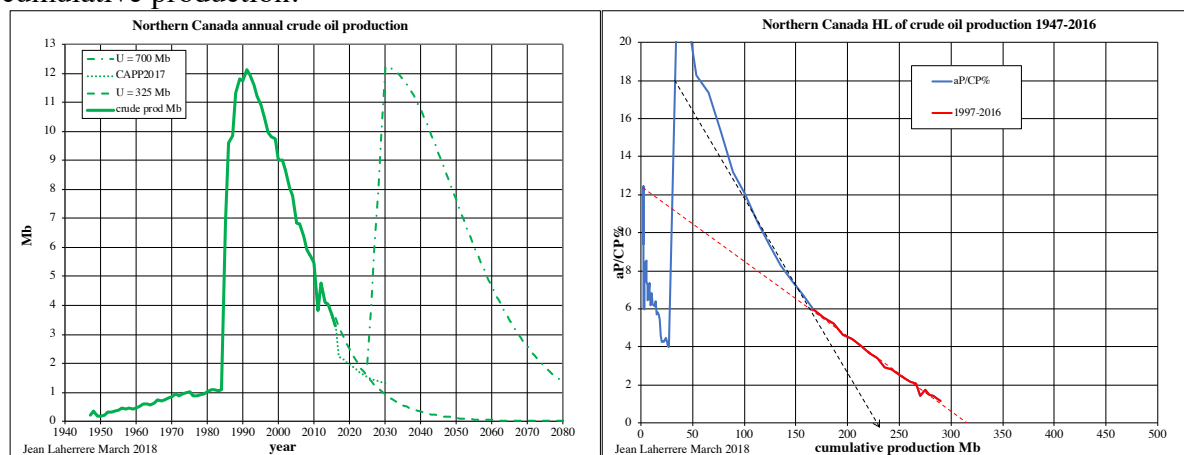 cumulative production.
Northern Canada annual crude oil production
13
12
11
10
9
8
7
6
5
4
3
2
1
0
Mb
U = 700 Mb
CAPP2017
U = 325 Mb
crude prod Mb
1940 1950 1960 1970 1980 1990 2000 2010 2020 2030 2040 2050 2060 2070 2080
Jean Laherrere March 2018
year
Northern Canada HL of crude oil production 1947-2016
20
18
16
14
12
10
8
6
4
2
0
aP/CP%
aP/CP%
1997-2016
0 50 100 150 200 250 300 350 400 450 500
Jean Laherrere March 2018
cumulative production Mb